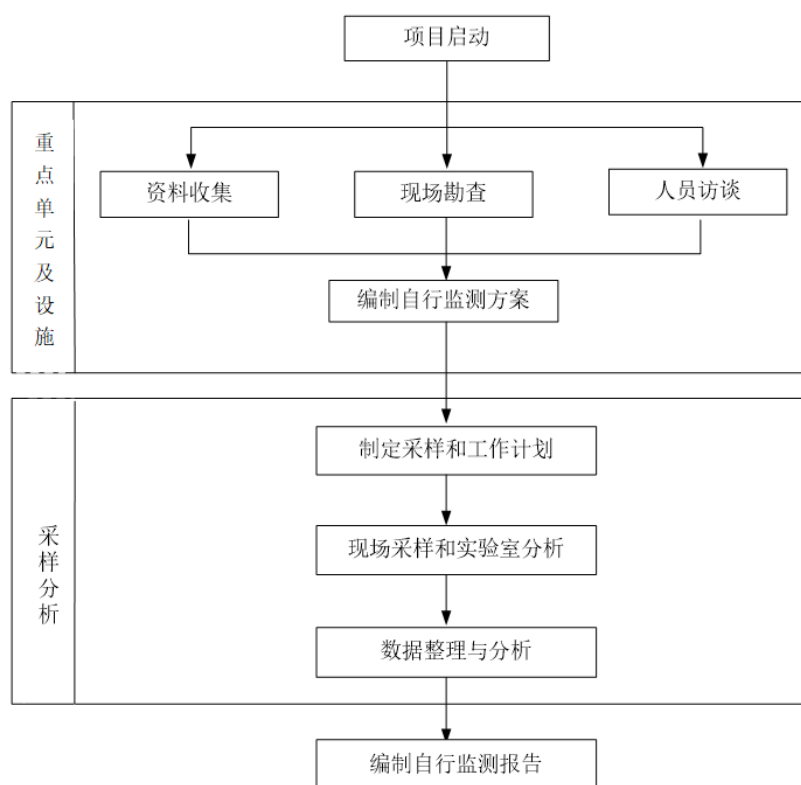 项目启动
重点单元及设施
资料收集
现场勘查
人员访谈
编制自行监测方案
采样分析
制定采样和工作计划
现场采样和实验室分析
数据整理与分析
编制自行监测报告